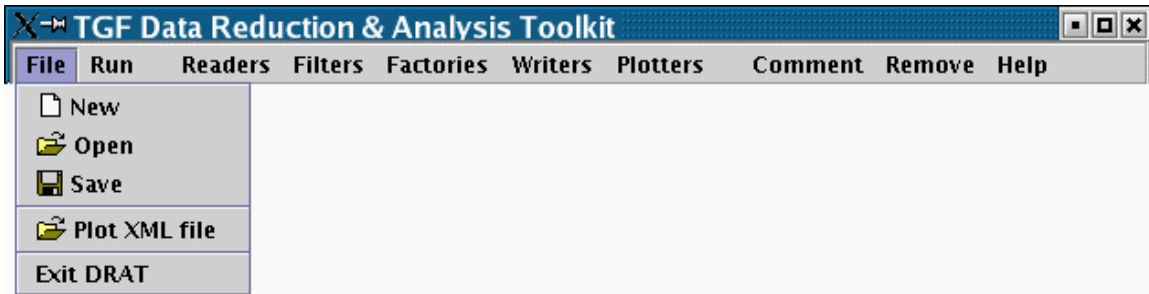 TGF Data Reduction & Analysis Toolkit
File Run Readers Filters Factories Writers Plotters Comment Remove Help
New
Open
Save
Plot XML file
Exit DRAT